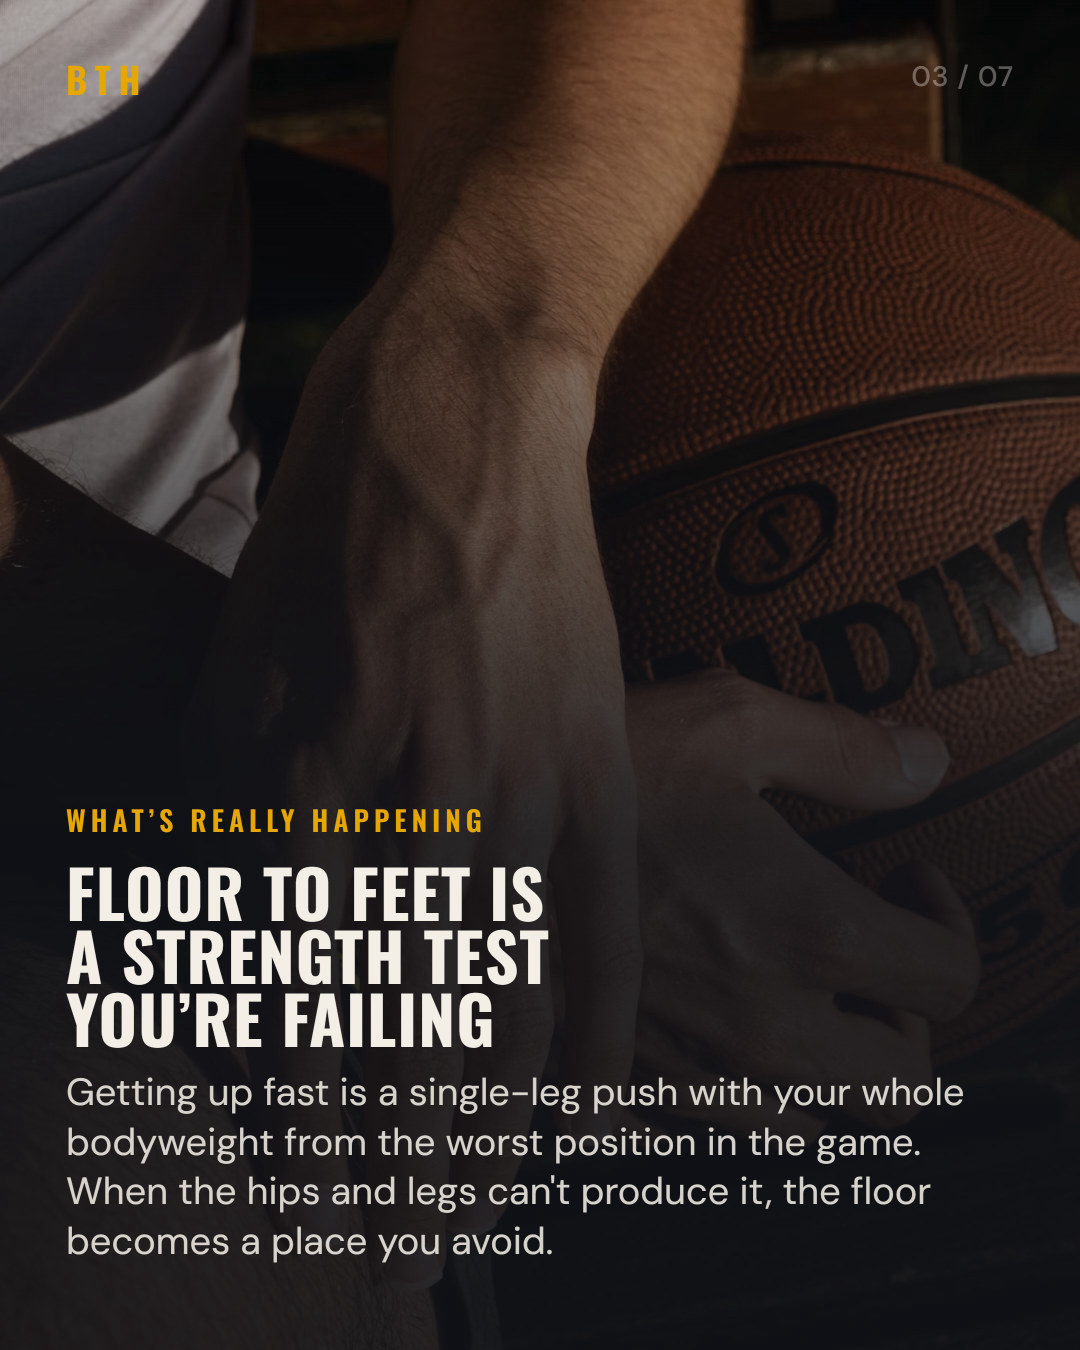 BTH
03 / 07
WHAT’S REALLY HAPPENING
FLOOR TO FEET IS
A STRENGTH TEST
YOU’RE FAILING
Getting up fast is a single-leg push with your whole
bodyweight from the worst position in the game.
When the hips and legs can't produce it, the floor
becomes a place you avoid.